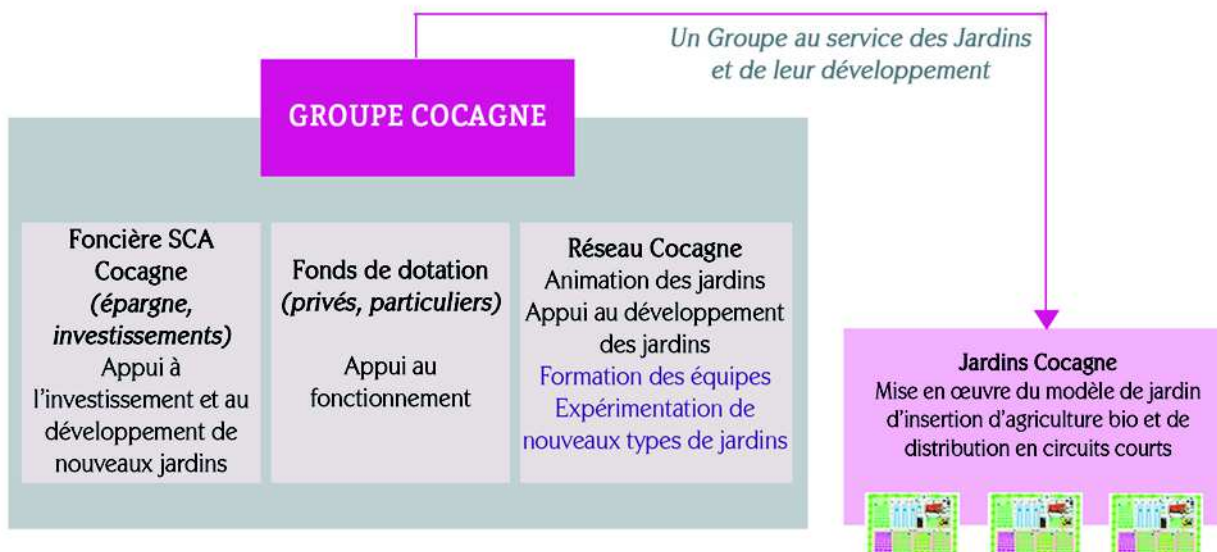 Un Groupe au service des Jardins
et de leur développement
GROUPE COCAGNE
Foncière SCA
Cocagne
(épargne,
investissements)
Appui à
l'investissement et au
développement de
nouveaux jardins
Fonds de dotation
(privés, particuliers)
Appui au
fonctionnement
Réseau Cocagne
Animation des jardins
Appui au développement
des jardins
Formation des équipes
Expérimentation de
nouveaux types de jardins
Jardins Cocagne
Mise en œuvre du modèle de jardin
d'insertion d'agriculture bio et de
distribution en circuits courts